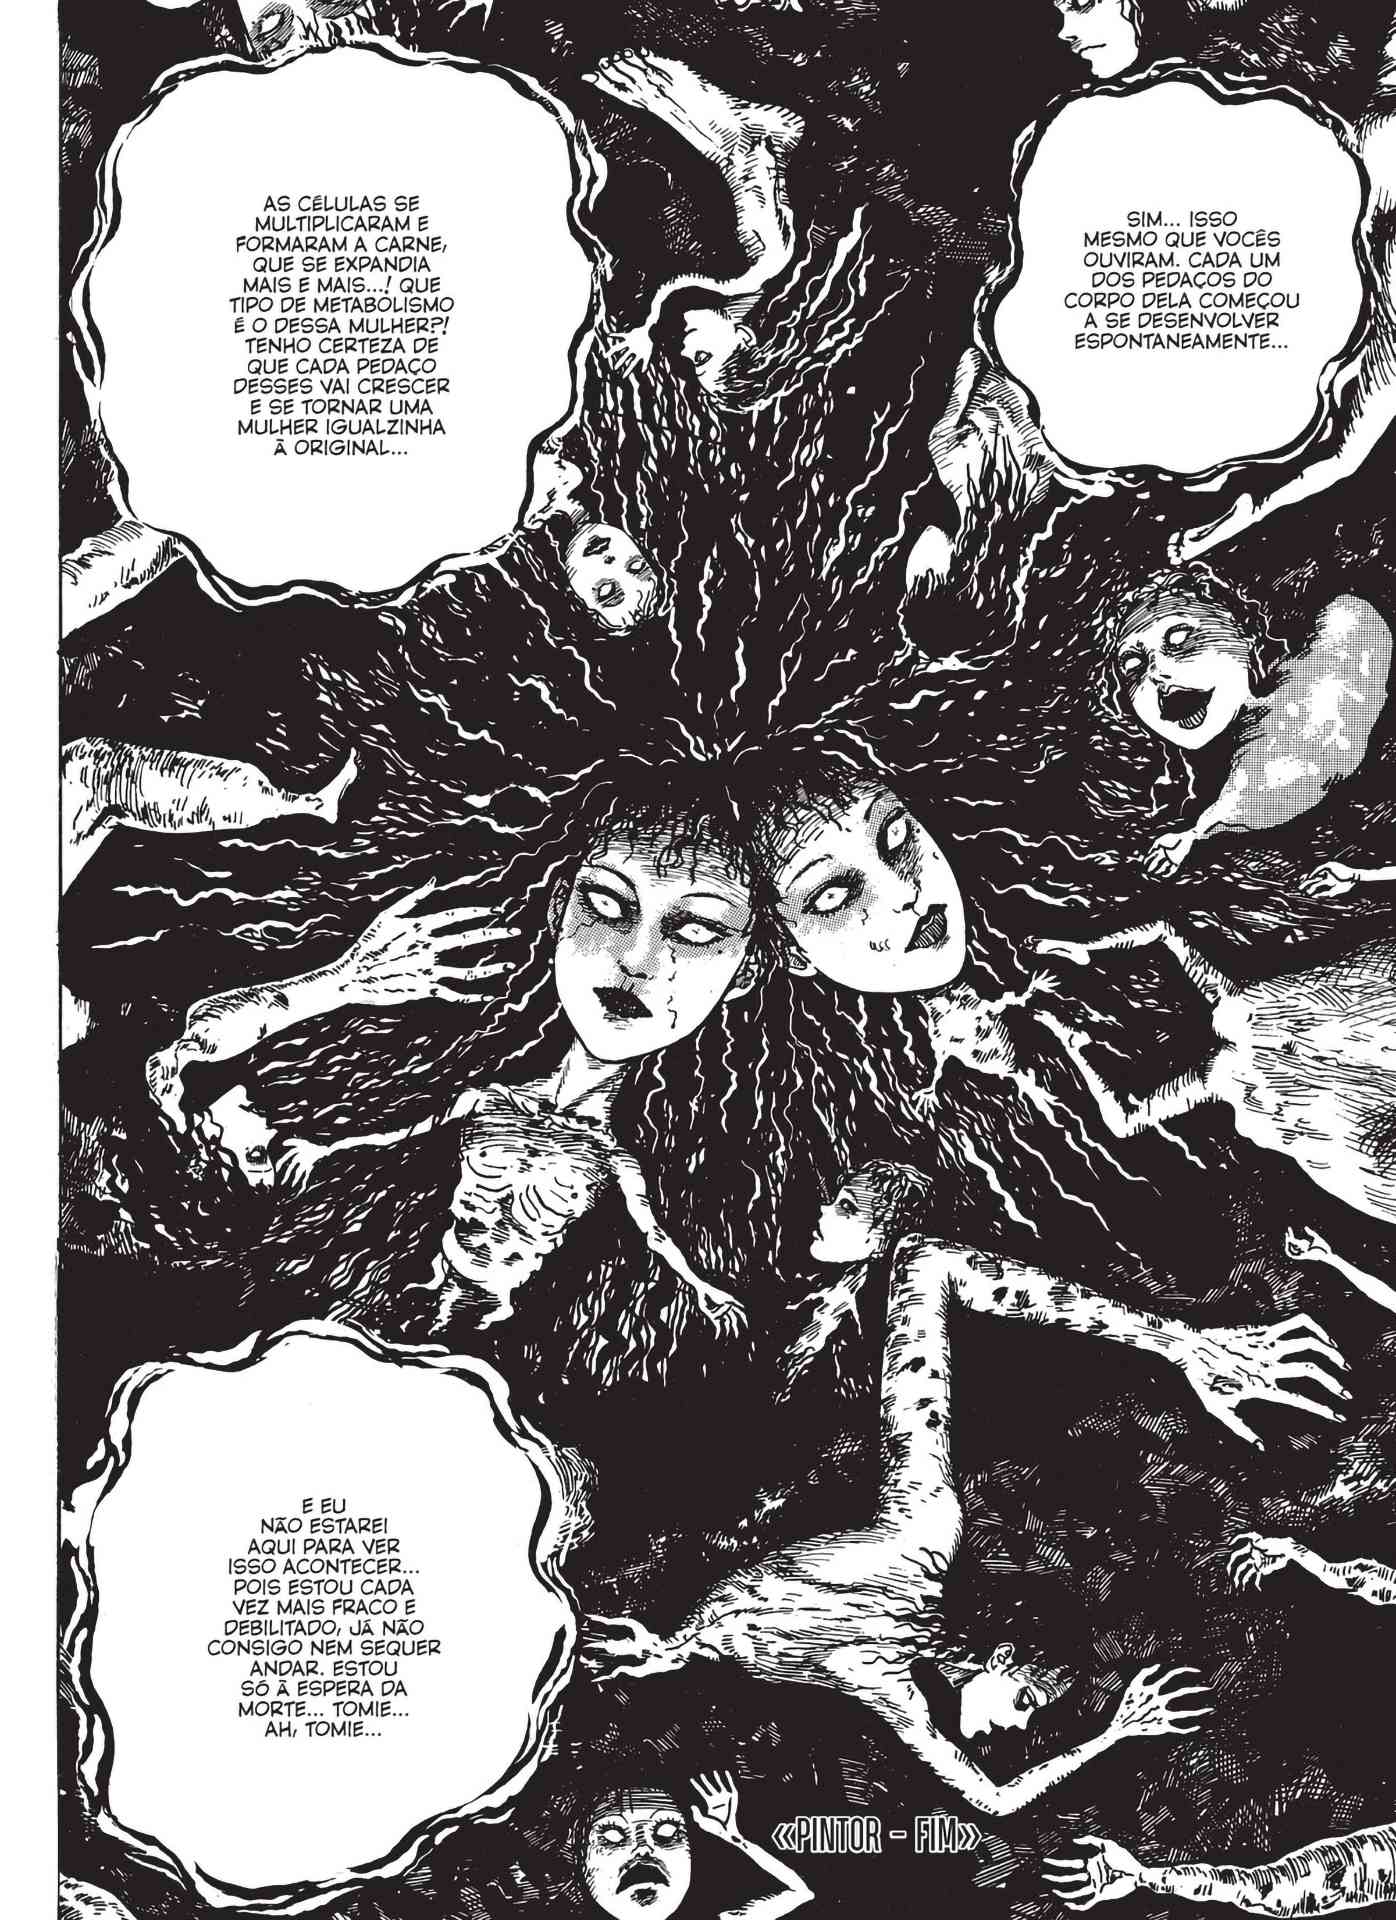 SIM... ISSO
MESMO QUE VOCÊS
OUVIRAM. CADA UM
DOS PEDAÇOS DO
CORPO DELA COMEÇOU
A SE DESENVOLVER
ESPONTANEAMENTE...
AS CÉLULAS SE
MULTIPLICARAM E
FORMARAM A CARNE,
QUE SE EXPANDIA
MAIS E MAIS...! QUE
TIPO DE METABOLISMO
É O DESSA MULHER?!
TENHO CERTEZA DE
QUE CADA PEDAÇO
DESSES VAI CRESCER
E SE TORNAR UMA
MULHER IGUALZINHA
À ORIGINAL...
E EU
NÃO ESTAREI
AQUI PARA VER
ISSO ACONTECER...
POIS ESTOU CADA
VEZ MAIS FRACO E
DEBILITADO, JÁ NÃO
CONSIGO NEM SEQUER
ANDAR. ESTOU
SÓ À ESPERA DA
MORTE... TOMIE...
AH, TOMIE...
«PINTOR - FIM»